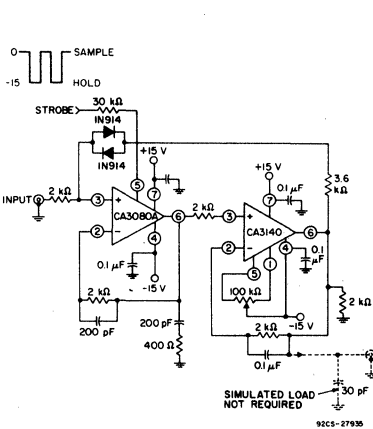 0 SAMPLE
-15 HOLD
STROBE
30 kΩ
1N914
1N914
+15 V
+15 V
3.6
kΩ
0.1 μF
INPUT
2 kΩ
3
+
5
7
CA3080A
6
2
−
4
2 kΩ
3
+
7
CA3140
6
2
−
5
1
4
0.1
μF
0.1 μF
-15 V
100 kΩ
-15 V
2 kΩ
2 kΩ
200 pF
200 pF
400 Ω
2 kΩ
0.1 μF
30 pF
SIMULATED LOAD
NOT REQUIRED
92CS-27935